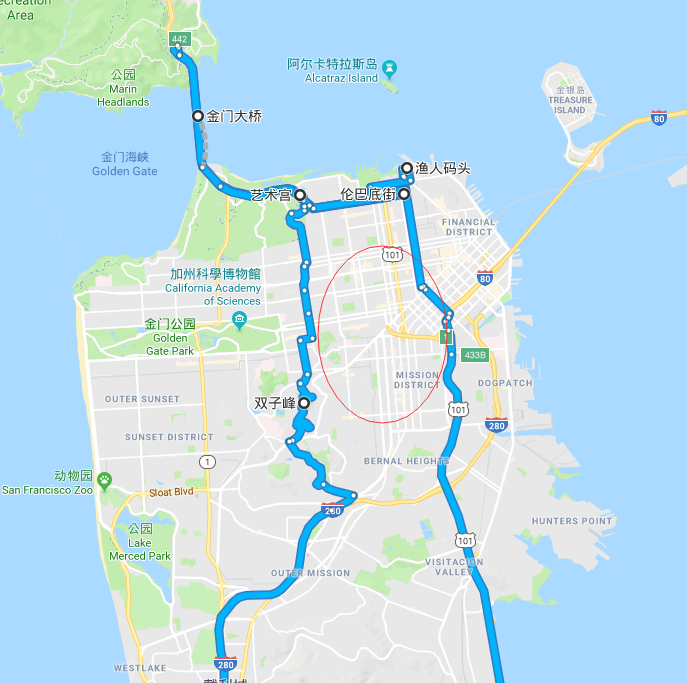 ecreation
Area
442
公园
Marin
Headlands
阿尔卡特拉斯岛
Alcatraz Island
金银岛
TREASURE
ISLAND
80
金门大桥
金门海峡
Golden Gate
渔人码头
艺术宫
伦巴底街
FINANCIAL
DISTRICT
101
80
加州科學博物館
California Academy
of Sciences
金门公园
Golden
Gate Park
1
433B
MISSION
DISTRICT
DOGPATCH
OUTER SUNSET
双子峰
101
280
SUNSET DISTRICT
1
BERNAL HEIGHTS
动物园
San Francisco Zoo
Sloat Blvd
280
公园
Lake
Merced Park
HUNTERS POINT
101
VISITACION
VALLEY
OUTER MISSION
WESTLAKE
280